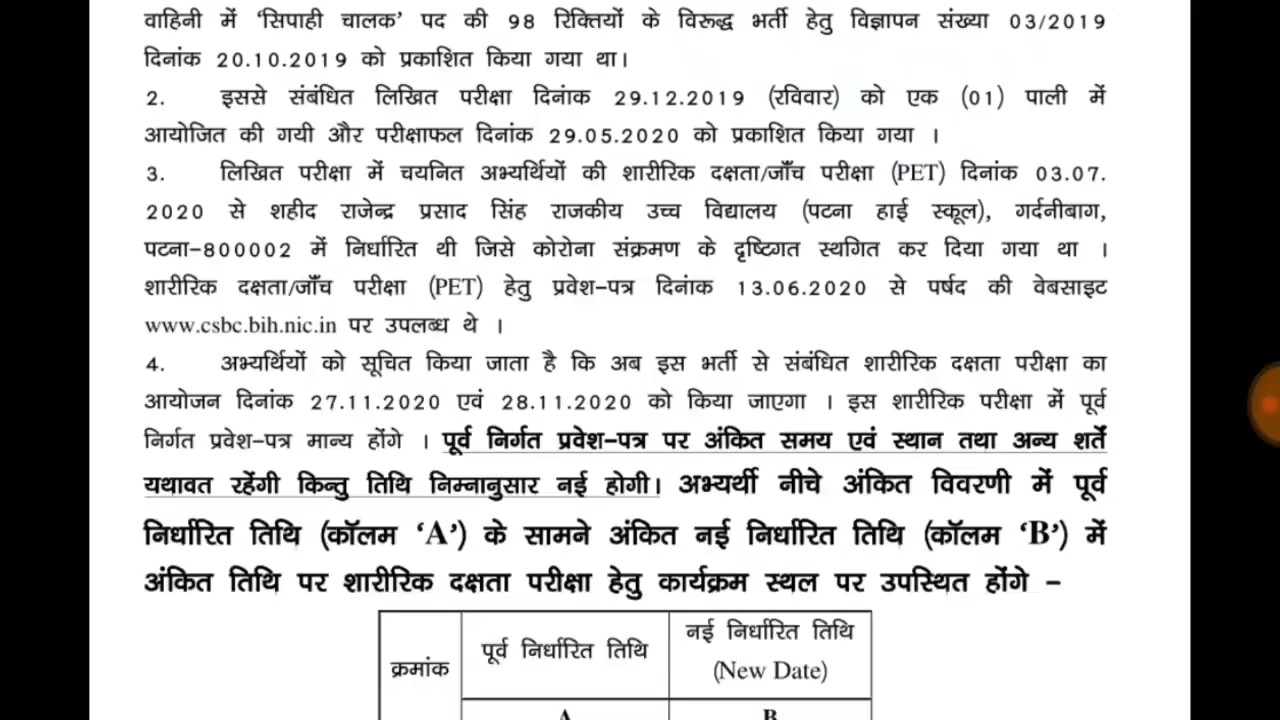 वाहिनी में ‘सिपाही चालक’ पद की 98 रिक्तियों के विरूद्ध भर्ती हेतु विज्ञापन संख्या 03/2019
दिनांक 20.10.2019 को प्रकाशित किया गया था।
2. इससे संबंधित लिखित परीक्षा दिनांक 29.12.2019 (रविवार) को एक (01) पाली में
आयोजित की गयी और परीक्षाफल दिनांक 29.05.2020 को प्रकाशित किया गया ।
3. लिखित परीक्षा में चयनित अभ्यर्थियों की शारीरिक दक्षता/जाँच परीक्षा (PET) दिनांक 03.07.
2020 से शहीद राजेन्द्र प्रसाद सिंह राजकीय उच्च विद्यालय (पटना हाई स्कूल), गर्दनीबाग,
पटना-800002 में निर्धारित थी जिसे कोरोना संक्रमण के दृष्टिगत स्थगित कर दिया गया था ।
शारीरिक दक्षता/जाँच परीक्षा (PET) हेतु प्रवेश-पत्र दिनांक 13.06.2020 से पर्षद की वेबसाइट
www.csbc.bih.nic.in पर उपलब्ध थे ।
4. अभ्यर्थियों को सूचित किया जाता है कि अब इस भर्ती से संबंधित शारीरिक दक्षता परीक्षा का
आयोजन दिनांक 27.11.2020 एवं 28.11.2020 को किया जाएगा । इस शारीरिक परीक्षा में पूर्व
निर्गत प्रवेश-पत्र मान्य होंगे । पूर्व निर्गत प्रवेश-पत्र पर अंकित समय एवं स्थान तथा अन्य शर्तें
यथावत रहेंगी किन्तु तिथि निम्नानुसार नई होगी। अभ्यर्थी नीचे अंकित विवरणी में पूर्व
निर्धारित तिथि (कॉलम ‘A’) के सामने अंकित नई निर्धारित तिथि (कॉलम ‘B’) में
अंकित तिथि पर शारीरिक दक्षता परीक्षा हेतु कार्यक्रम स्थल पर उपस्थित होंगे -
क्रमांक पूर्व निर्धारित तिथि नई निर्धारित तिथि
(New Date)
A B